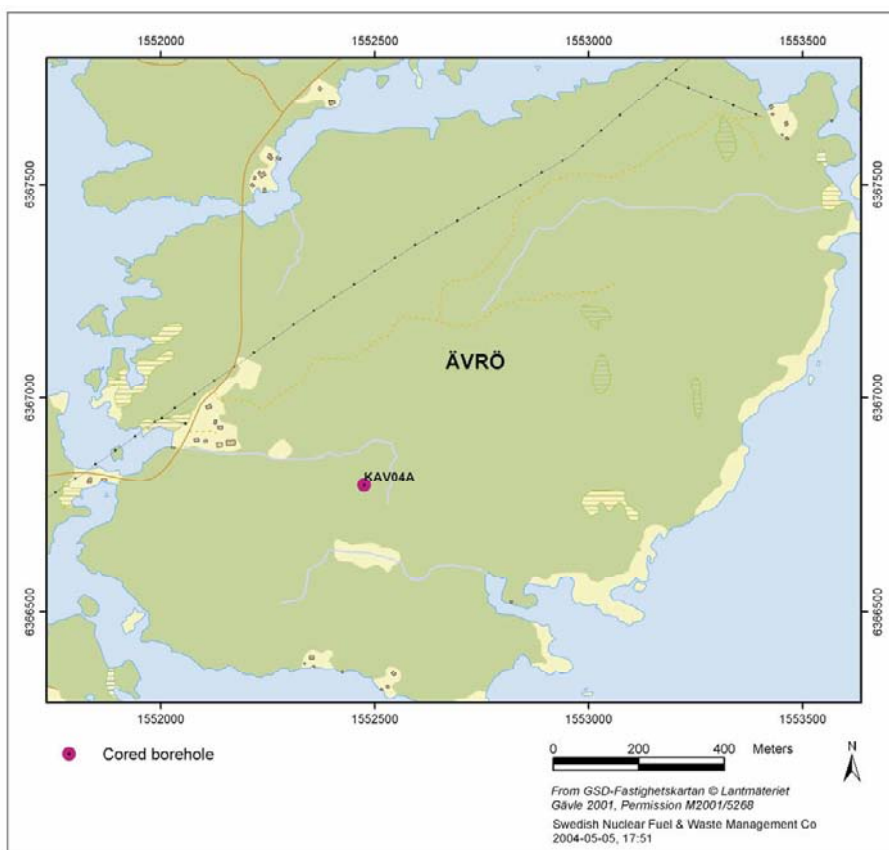 1552000 1552500 1553000 1553500
6367500 6367500
ÄVRÖ
6367000 6367000
KAV04A
6366500 6366500
1552000 1552500 1553000 1553500
Cored borehole
0 200 400 Meters
N
From GSD-Fastighetskartan © Lantmäteriet
Gävle 2001, Permission M2001/5268
Swedish Nuclear Fuel & Waste Management Co
2004-05-05, 17:51